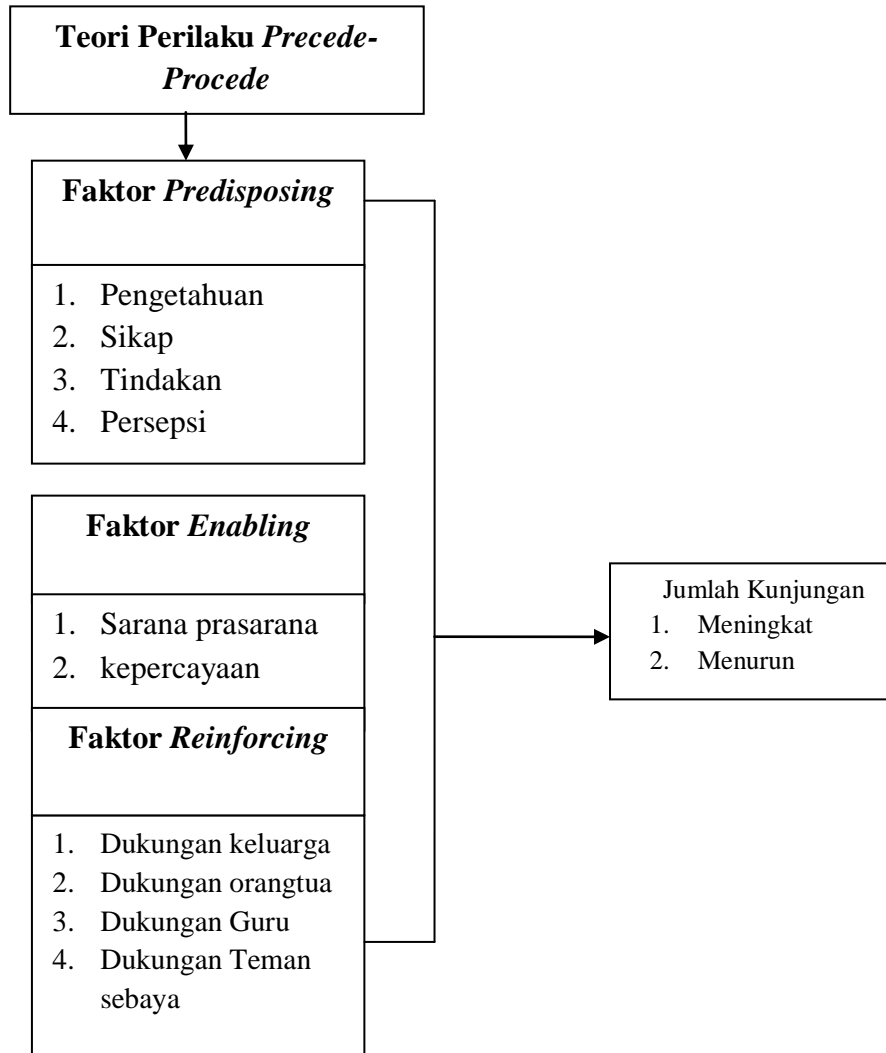 Teori Perilaku Precede-
Procede
Faktor Predisposing
1. Pengetahuan
2. Sikap
3. Tindakan
4. Persepsi
Faktor Enabling
1. Sarana prasarana
2. kepercayaan
Faktor Reinforcing
1. Dukungan keluarga
2. Dukungan orangtua
3. Dukungan Guru
4. Dukungan Teman
sebaya
Jumlah Kunjungan
1. Meningkat
2. Menurun